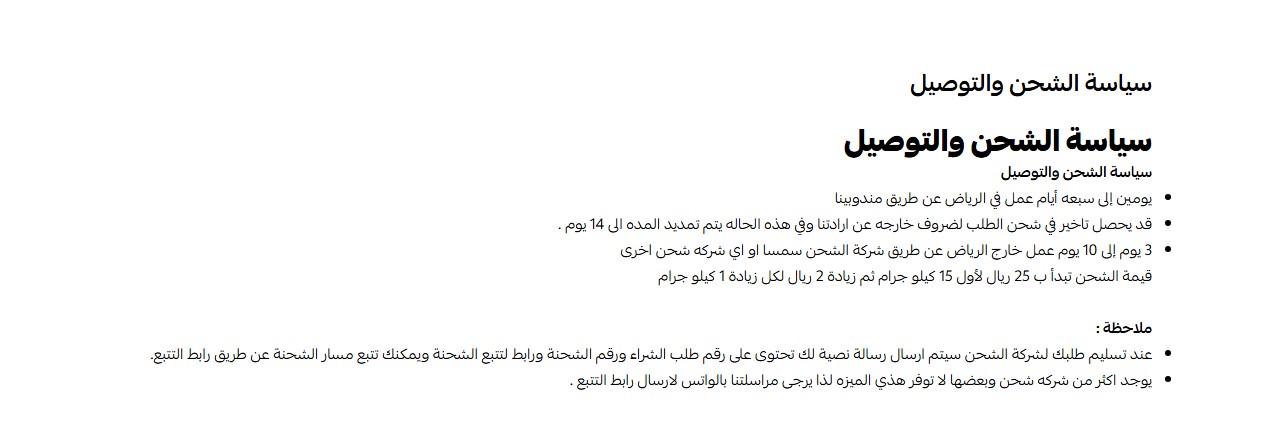 سياسة الشحن والتوصيل
سياسة الشحن والتوصيل
سياسة الشحن والتوصيل
يومين إلى سبعه أيام عمل في الرياض عن طريق مندوبينا
قد يحصل تاخير في شحن الطلب لضروف خارجه عن ارادتنا وفي هذه الحاله يتم تمديد المده الى 14 يوم .
3 يوم إلى 10 يوم عمل خارج الرياض عن طريق شركة الشحن سمسا او اي شركه شحن اخرى
قيمة الشحن تبدأ ب 25 ريال لأول 15 كيلو جرام ثم زيادة 2 ريال لكل زيادة 1 كيلو جرام
ملاحظة :
عند تسليم طلبك لشركة الشحن سيتم ارسال رسالة نصية لك تحتوى على رقم طلب الشراء ورقم الشحنة ورابط لتتبع الشحنة ويمكنك تتبع مسار الشحنة عن طريق رابط التتبع.
يوجد اكثر من شركه شحن وبعضها لا توفر هذي الميزه لذا يرجى مراسلتنا بالواتس لارسال رابط التتبع .